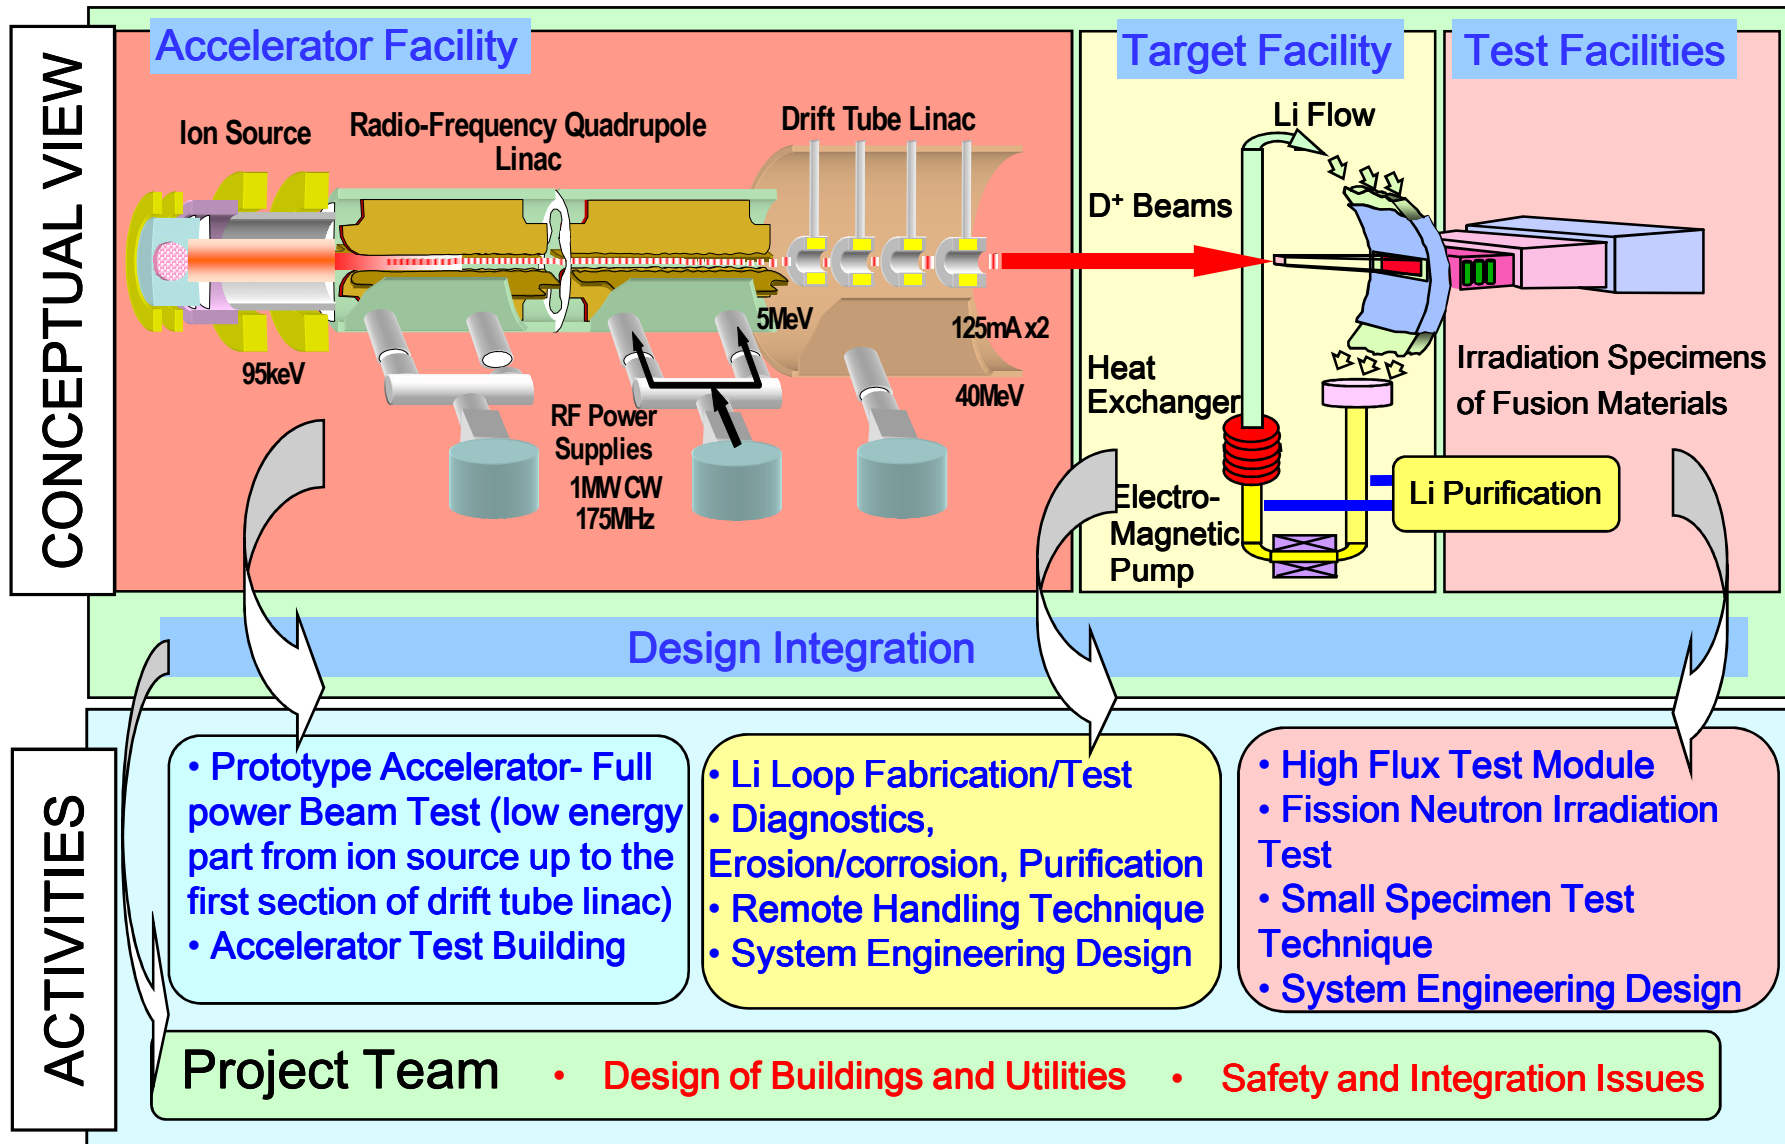 CONCEPTUAL VIEW
Accelerator Facility
Target Facility
Test Facilities
Ion Source
Radio-Frequency Quadrupole
Linac
Drift Tube Linac
95keV
5MeV
125mA x2
40MeV
RF Power
Supplies
1MW CW
175MHz
Li Flow
D⁺ Beams
Heat
Exchanger
Electro-
Magnetic
Pump
Li Purification
Irradiation Specimens
of Fusion Materials
Design Integration
ACTIVITIES
• Prototype Accelerator- Full
power Beam Test (low energy
part from ion source up to the
first section of drift tube linac)
• Accelerator Test Building
• Li Loop Fabrication/Test
• Diagnostics,
Erosion/corrosion, Purification
• Remote Handling Technique
• System Engineering Design
• High Flux Test Module
• Fission Neutron Irradiation
Test
• Small Specimen Test
Technique
• System Engineering Design
Project Team • Design of Buildings and Utilities • Safety and Integration Issues